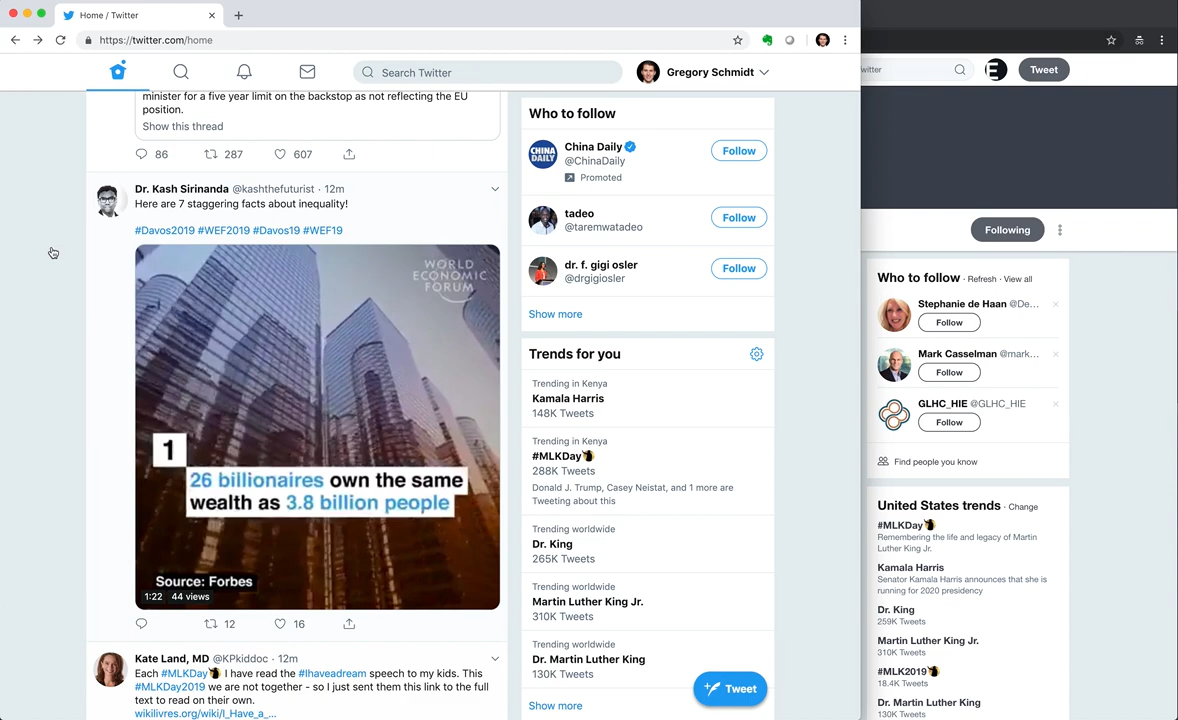 Home / Twitter
https://twitter.com/home
Search Twitter
Gregory Schmidt
witter
Tweet
minister for a five year limit on the backstop as not reflecting the EU
position.
Show this thread
86 287 607
Dr. Kash Sirinanda @kashthefuturist · 12m
Here are 7 staggering facts about inequality!
#Davos2019 #WEF2019 #Davos19 #WEF19
WORLD
ECONOMIC
FORUM
1
26 billionaires own the same
wealth as 3.8 billion people
Source: Forbes
1:22 44 views
12 16
Kate Land, MD @KPkiddoc · 12m
Each #MLKDay I have read the #Ihaveadream speech to my kids. This
#MLKDay2019 we are not together - so I just sent them this link to the full
text to read on their own.
wikilivres.org/wiki/I_Have_a_...
Who to follow
CHINA
DAILY
China Daily
@ChinaDaily
Promoted
Follow
tadeo
@taremwatadeo
Follow
dr. f. gigi osler
@drgigiosler
Follow
Show more
Trends for you
Trending in Kenya
Kamala Harris
148K Tweets
Trending in Kenya
#MLKDay
288K Tweets
Donald J. Trump, Casey Neistat, and 1 more are
Tweeting about this
Trending worldwide
Dr. King
265K Tweets
Trending worldwide
Martin Luther King Jr.
310K Tweets
Trending worldwide
Dr. Martin Luther King
130K Tweets
Show more
Tweet
Following
Who to follow · Refresh · View all
Stephanie de Haan @De...
Follow
Mark Casselman @mark...
Follow
GLHC_HIE @GLHC_HIE
Follow
Find people you know
United States trends · Change
#MLKDay
Remembering the life and legacy of Martin
Luther King Jr.
Kamala Harris
Senator Kamala Harris announces that she is
running for 2020 presidency
Dr. King
259K Tweets
Martin Luther King Jr.
310K Tweets
#MLK2019
18.4K Tweets
Dr. Martin Luther King
130K Tweets